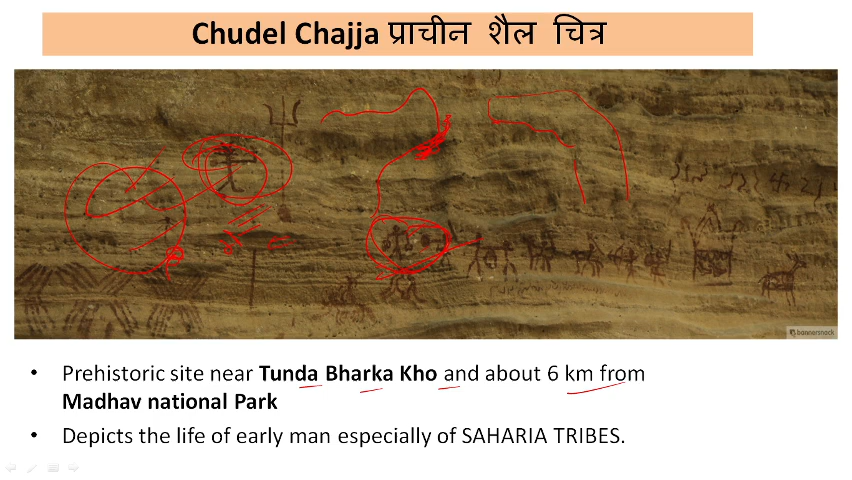 Chudel Chajja प्राचीन शैल चित्र
bannersnack
• Prehistoric site near Tunda Bharka Kho and about 6 km from
Madhav national Park
• Depicts the life of early man especially of SAHARIA TRIBES.